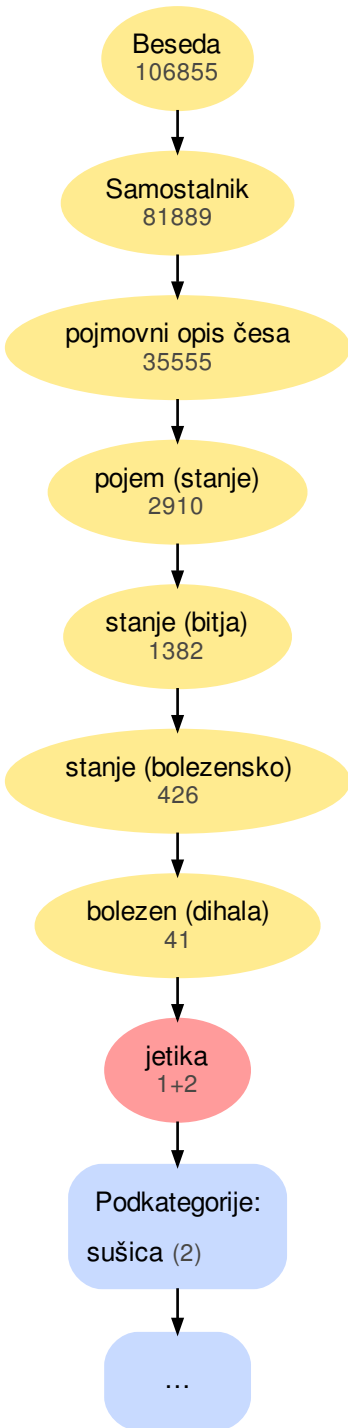 Beseda
106855
Samostalnik
81889
pojmovni opis česa
35555
pojem (stanje)
2910
stanje (bitja)
1382
stanje (bolezensko)
426
bolezen (dihala)
41
jetika
1+2
Podkategorije:
sušica (2)
...